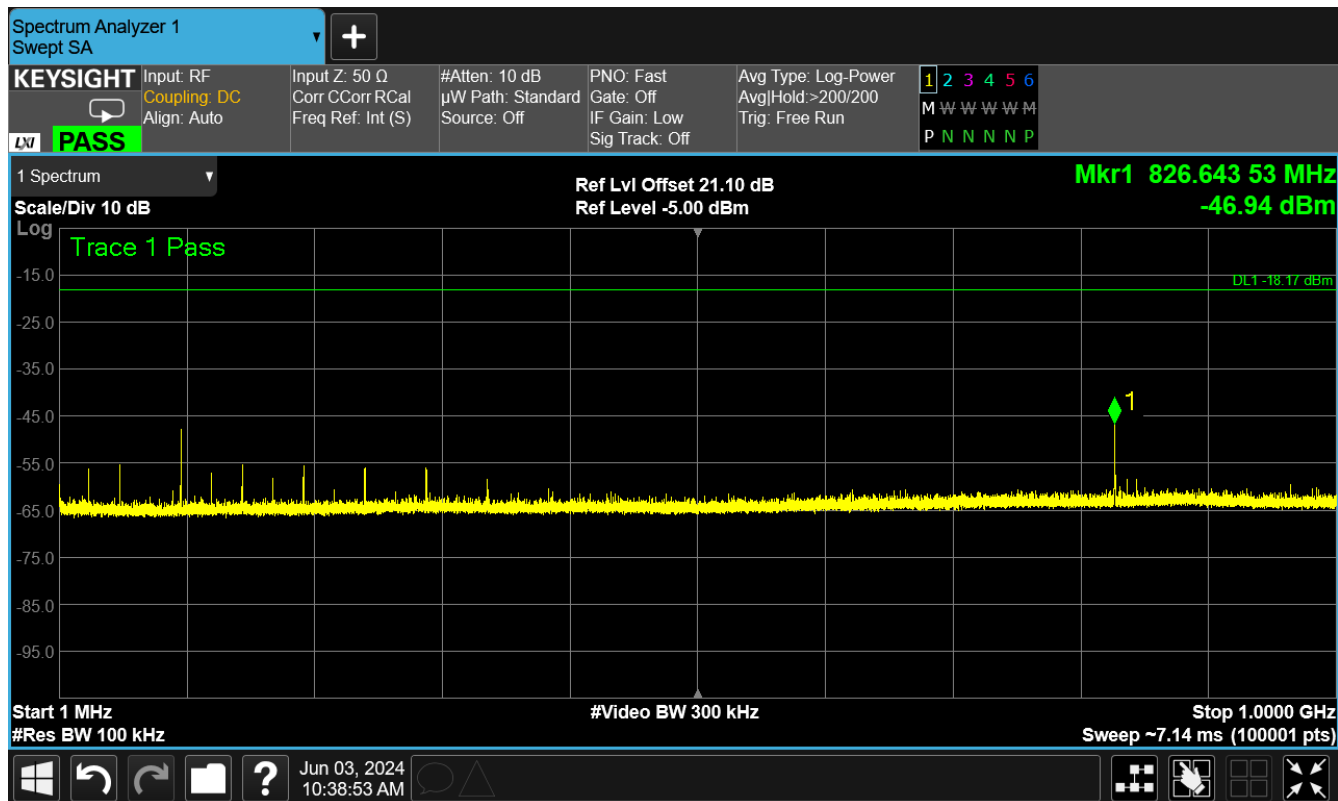 Spectrum Analyzer 1
Swept SA
KEYSIGHT
LXI PASS
Input: RF
Coupling: DC
Align: Auto
Input Z: 50 Ω
Corr CCorr RCal
Freq Ref: Int (S)
#Atten: 10 dB
µW Path: Standard
Source: Off
PNO: Fast
Gate: Off
IF Gain: Low
Sig Track: Off
Avg Type: Log-Power
Avg|Hold:>200/200
Trig: Free Run
1 2 3 4 5 6
M W W W W M
P N N N N P
1 Spectrum
Scale/Div 10 dB
Ref Lvl Offset 21.10 dB
Ref Level -5.00 dBm
Mkr1 826.643 53 MHz
-46.94 dBm
Log
Trace 1 Pass
-15.0
DL1 -18.17 dBm
-25.0
-35.0
1
-45.0
-55.0
-65.0
-75.0
-85.0
-95.0
Start 1 MHz
#Video BW 300 kHz
Stop 1.0000 GHz
#Res BW 100 kHz
Sweep ~7.14 ms (100001 pts)
?
Jun 03, 2024
10:38:53 AM